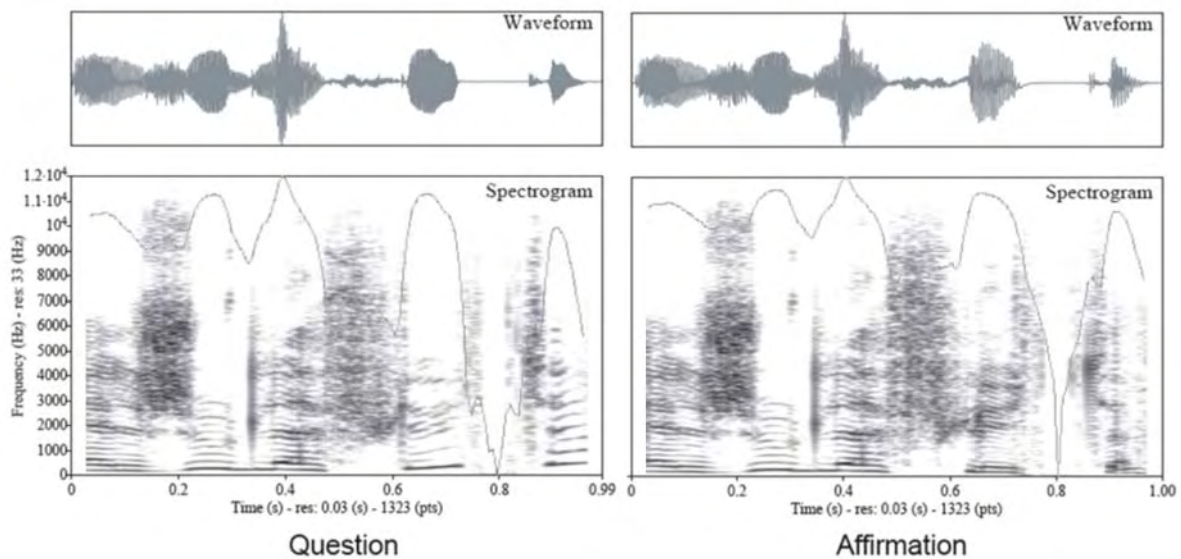 Waveform
Waveform
1.2·10⁴
1.1·10⁴
10⁴
9000
8000
7000
6000
5000
4000
3000
2000
1000
0
Frequency (Hz) - res: 33 (Hz)
Spectrogram
Spectrogram
0 0.2 0.4 0.6 0.8 0.99
0 0.2 0.4 0.6 0.8 1.00
Time (s) - res: 0.03 (s) - 1323 (pts)
Time (s) - res: 0.03 (s) - 1323 (pts)
Question
Affirmation